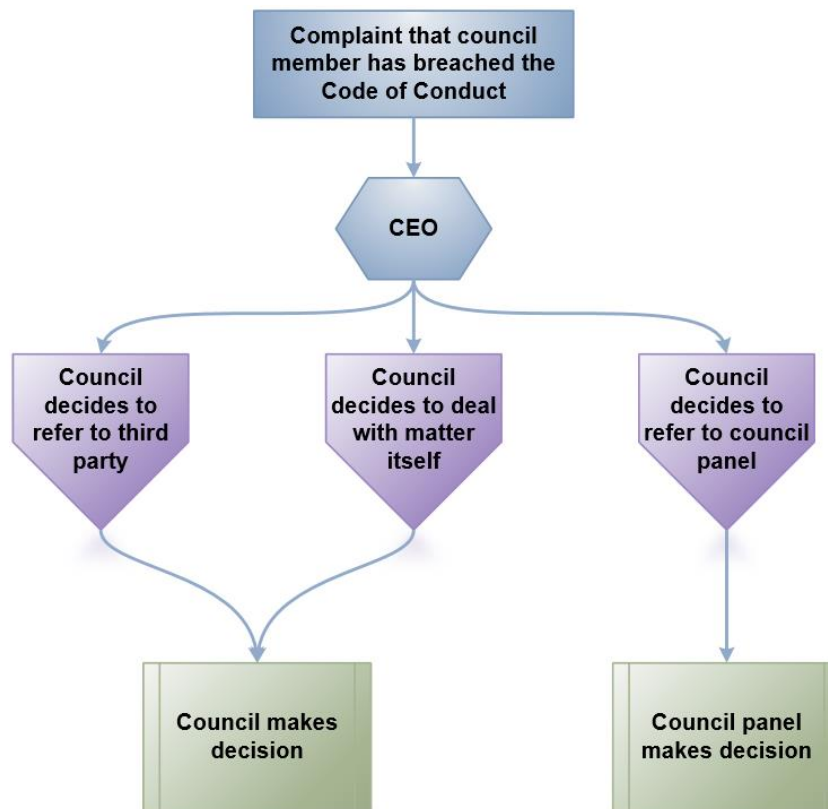 Complaint that council
member has breached the
Code of Conduct
CEO
Council
decides to
refer to third
party
Council
decides to deal
with matter
itself
Council
decides to
refer to council
panel
Council makes
decision
Council panel
makes decision